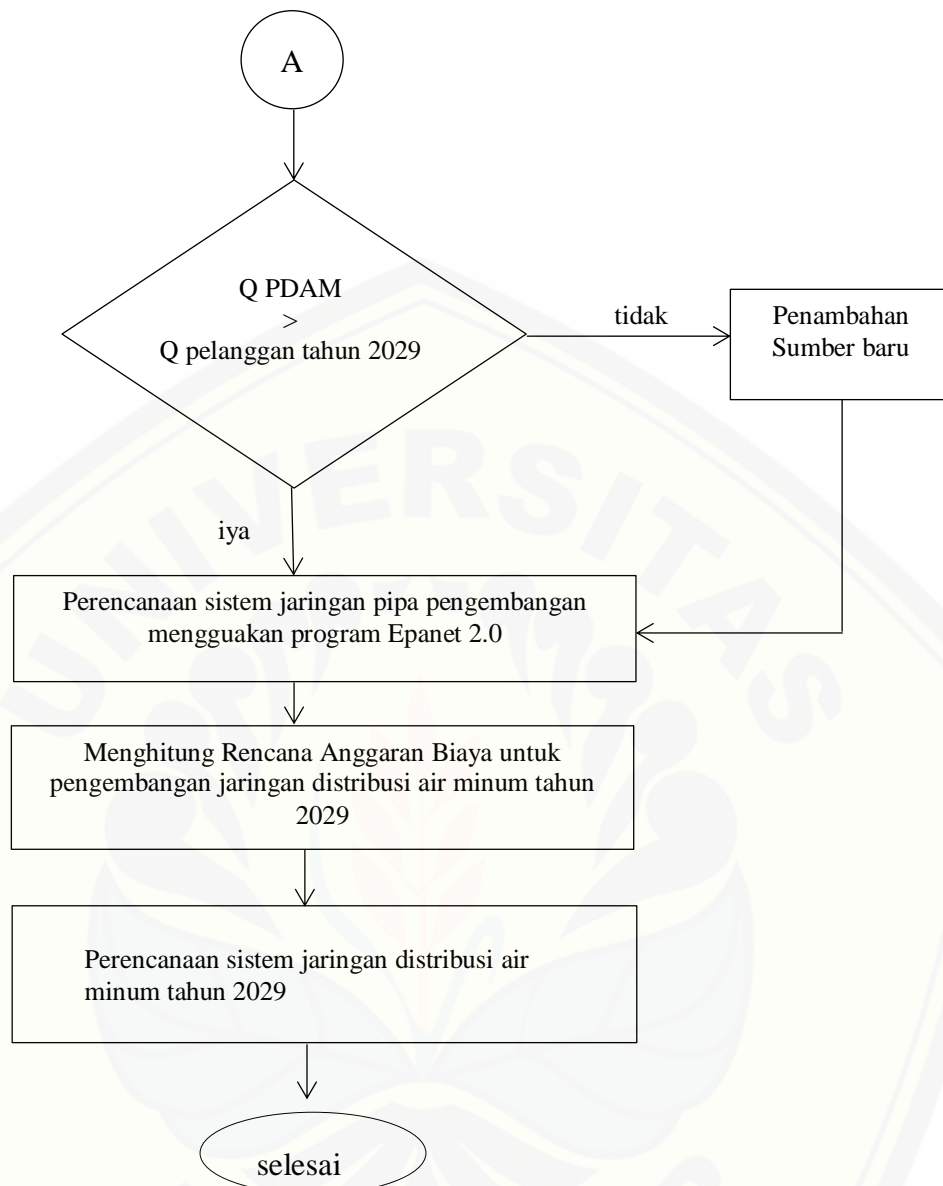 A
Q PDAM
>
Q pelanggan tahun 2029
tidak
Penambahan
Sumber baru
iya
Perencanaan sistem jaringan pipa pengembangan
mengguakan program Epanet 2.0
Menghitung Rencana Anggaran Biaya untuk
pengembangan jaringan distribusi air minum tahun
2029
Perencanaan sistem jaringan distribusi air
minum tahun 2029
selesai
UNIVERSITAS